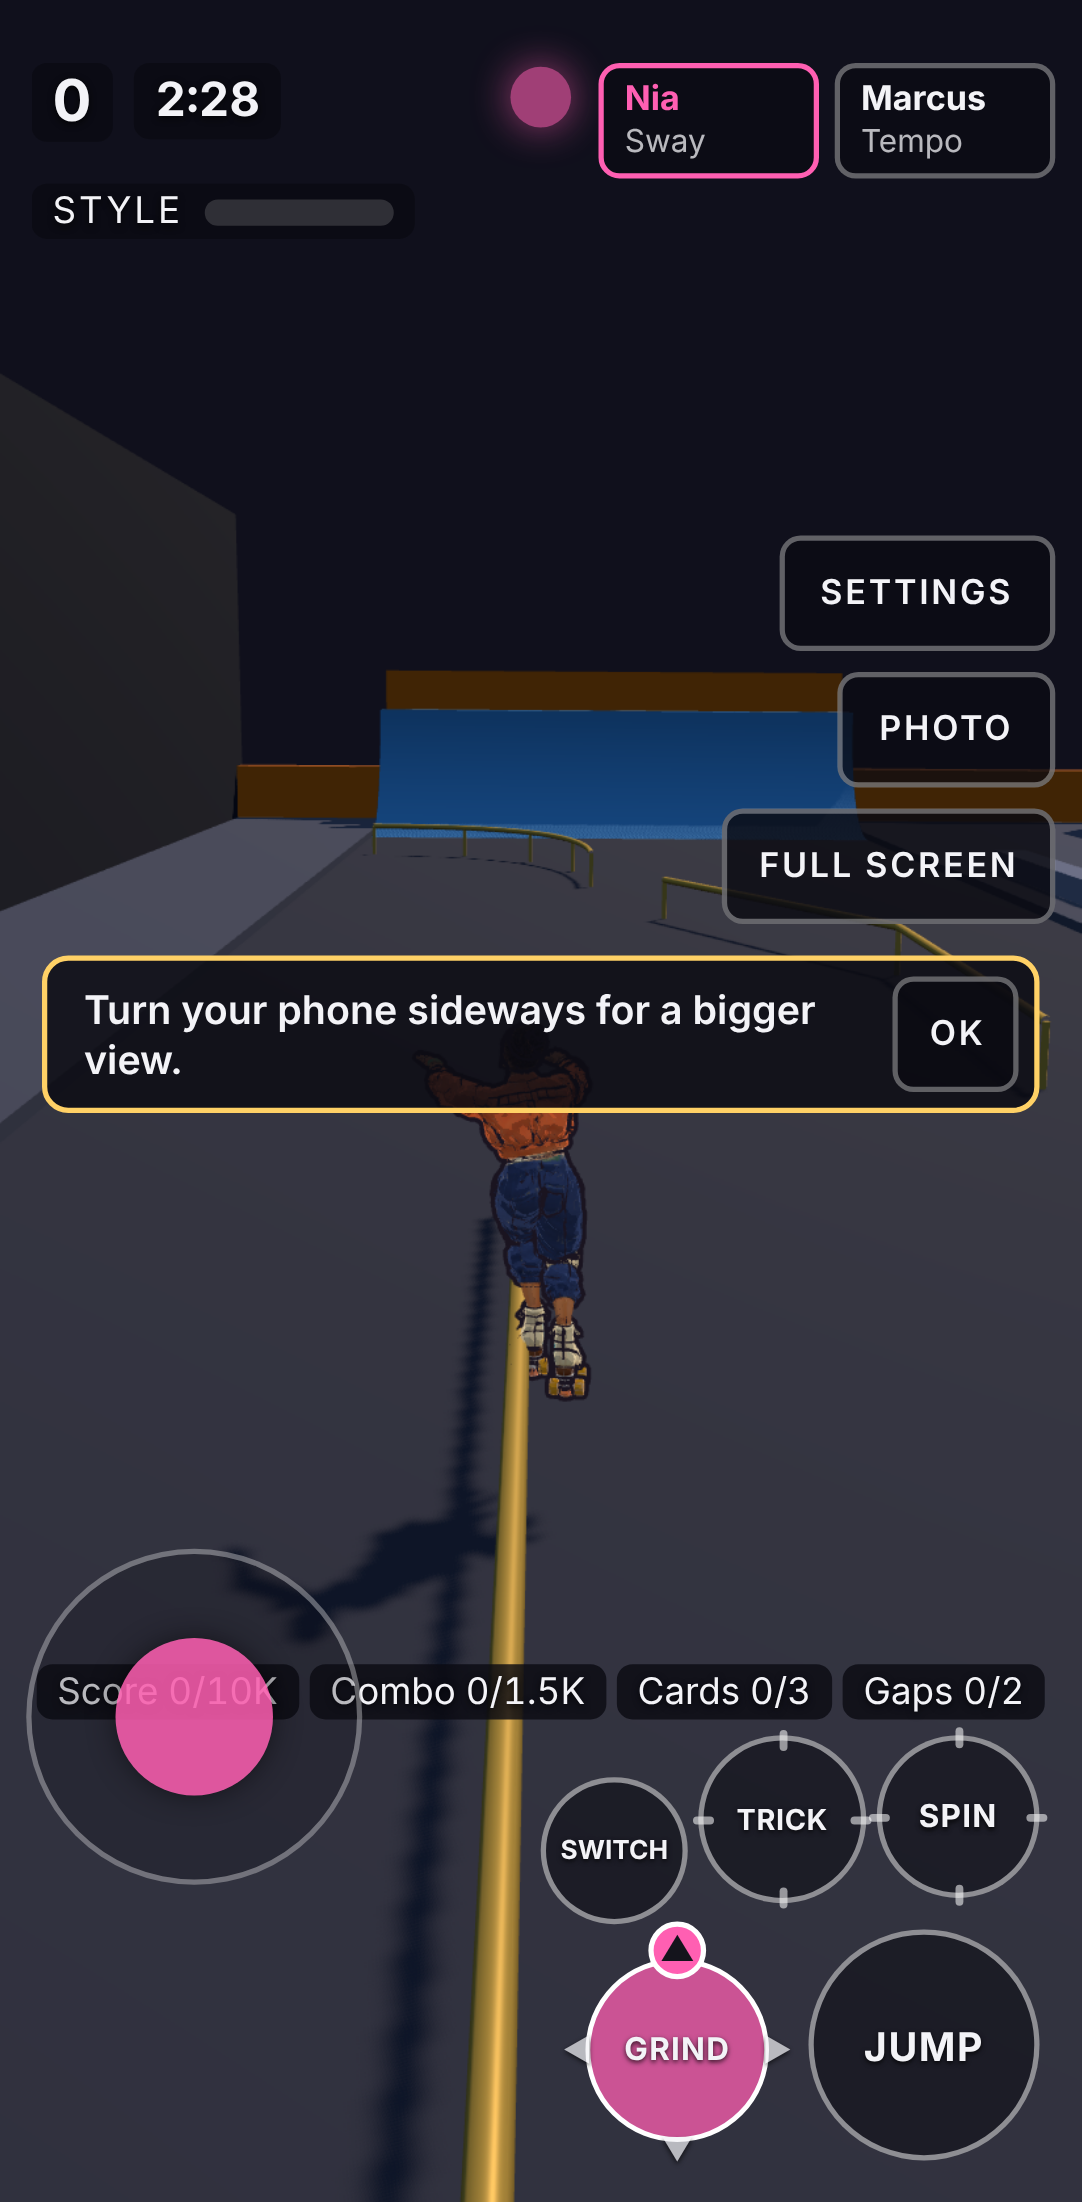 0
2:28
Nia
Sway
Marcus
Tempo
STYLE
SETTINGS
PHOTO
FULL SCREEN
Turn your phone sideways for a bigger
view.
OK
Score 0/10K
Combo 0/1.5K
Cards 0/3
Gaps 0/2
SWITCH
TRICK
SPIN
GRIND
JUMP